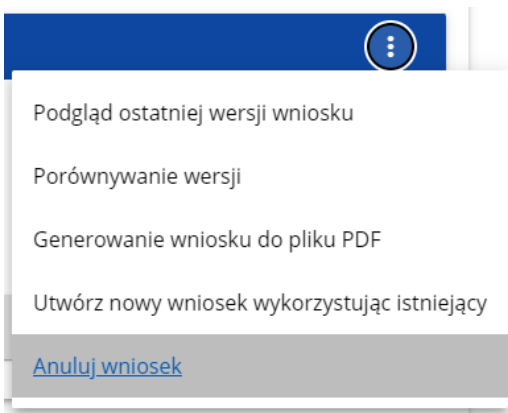 Podgląd ostatniej wersji wniosku
Porównywanie wersji
Generowanie wniosku do pliku PDF
Utwórz nowy wniosek wykorzystując istniejący
Anuluj wniosek